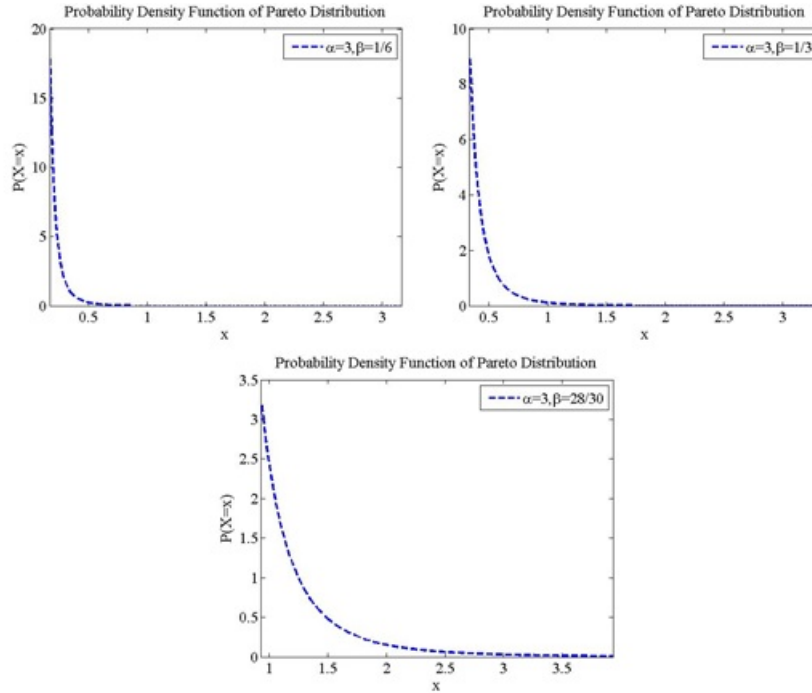 Probability Density Function of Pareto Distribution
20
15
10
5
0
P(X=x)
α=3,β=1/6
0.5 1 1.5 2 2.5 3
x
Probability Density Function of Pareto Distribution
10
8
6
4
2
0
P(X=x)
α=3,β=1/3
0.5 1 1.5 2 2.5 3
x
Probability Density Function of Pareto Distribution
3.5
3
2.5
2
1.5
1
0.5
0
P(X=x)
α=3,β=28/30
1 1.5 2 2.5 3 3.5
x